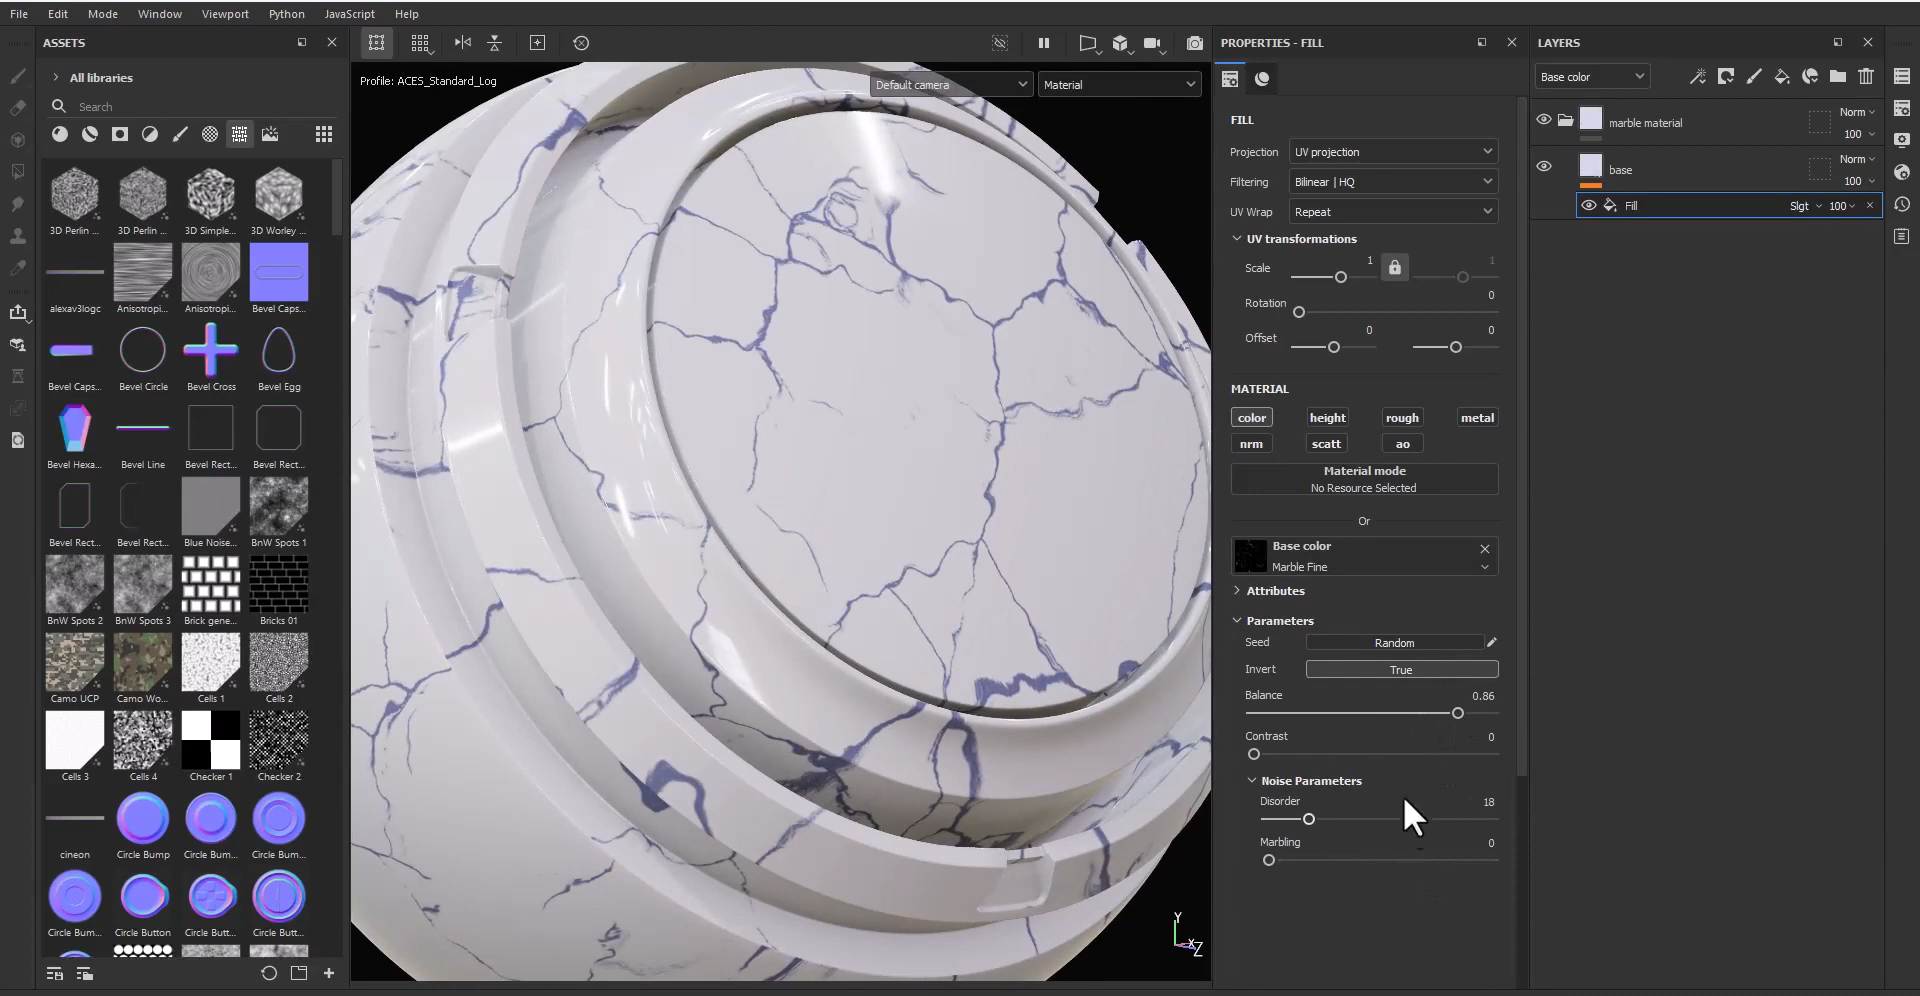 File Edit Mode Window Viewport Python JavaScript Help
ASSETS
All libraries
Search
3D Perlin ... 3D Perlin ... 3D Simple... 3D Worley ...
alexav3logc Anisotropi... Anisotropi... Bevel Caps...
Bevel Caps... Bevel Circle Bevel Cross Bevel Egg
Bevel Hexa... Bevel Line Bevel Rect... Bevel Rect...
Bevel Rect... Bevel Rect... Blue Noise... BnW Spots 1
BnW Spots 2 BnW Spots 3 Brick gene... Bricks 01
Camo UCP Camo Wo... Cells 1 Cells 2
Cells 3 Cells 4 Checker 1 Checker 2
cineon Circle Bump Circle Bum... Circle Bum...
Circle Bum... Circle Button Circle Butt... Circle Butt...
Profile: ACES_Standard_Log
Default camera
Material
Y
X
Z
PROPERTIES - FILL
FILL
Projection UV projection
Filtering Bilinear | HQ
UV Wrap Repeat
UV transformations
Scale 1 1
Rotation 0
Offset 0 0
MATERIAL
color height rough metal
nrm scatt ao
Material mode
No Resource Selected
Or
Base color
Marble Fine
Attributes
Parameters
Seed Random
Invert True
Balance 0.86
Contrast 0
Noise Parameters
Disorder 18
Marbling 0
LAYERS
Base color
marble material Norm
100
base Norm
100
Fill Slgt 100